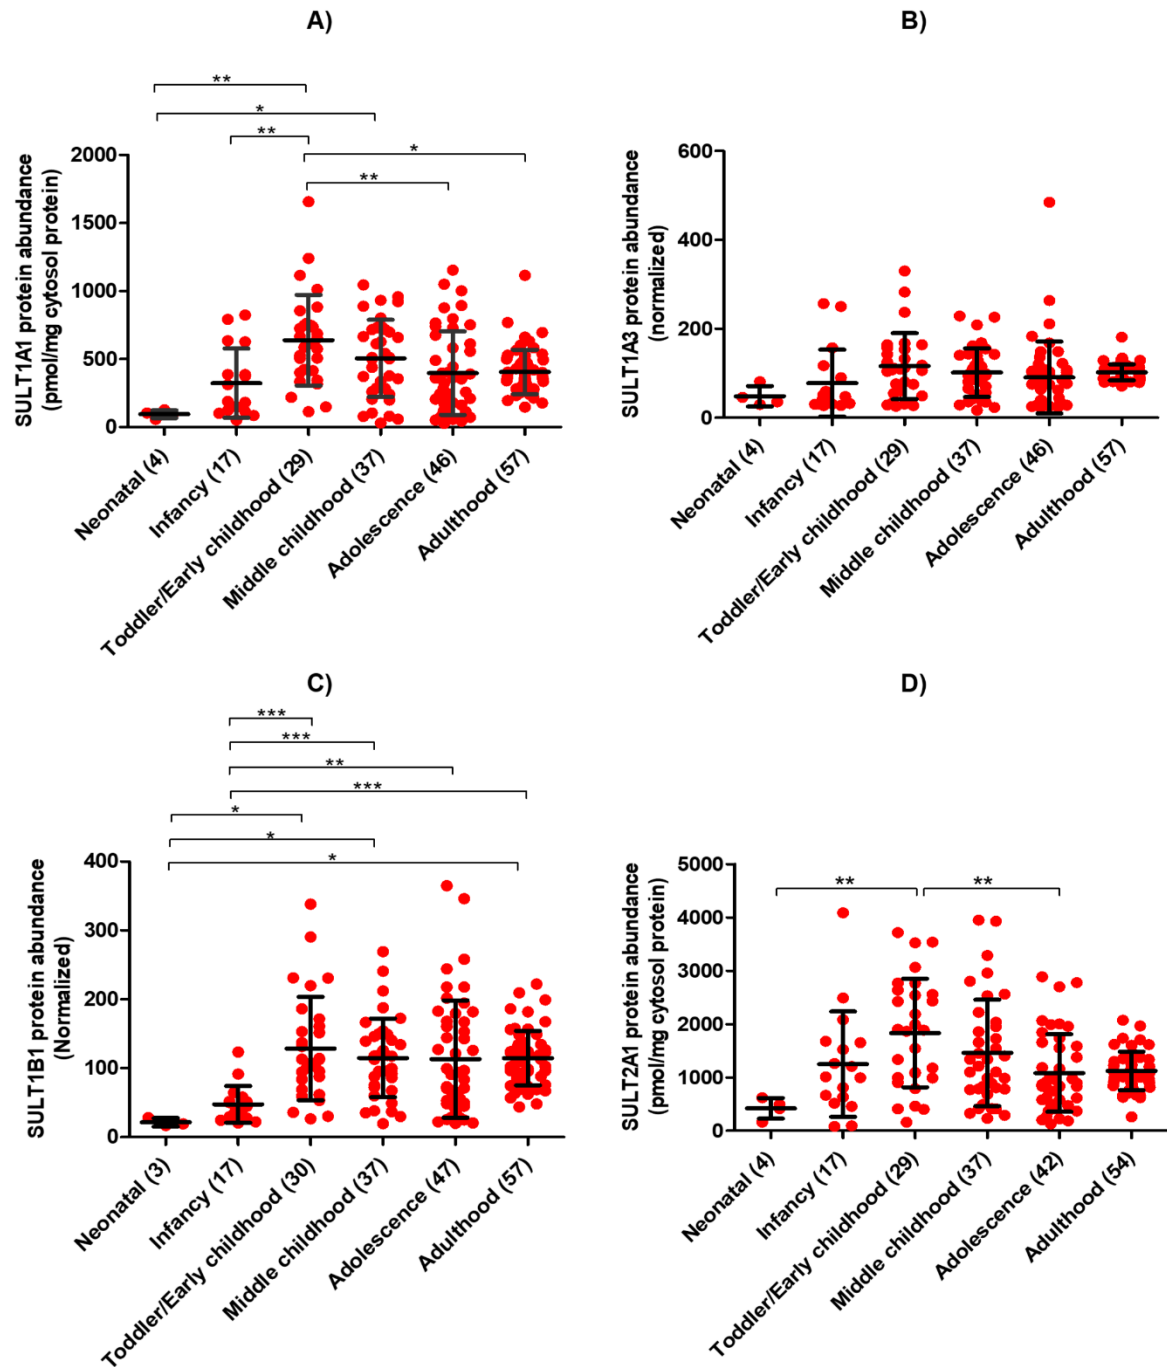 A)
**
*
**
*
**
SULT1A1 protein abundance
(pmol/mg cytosol protein)
2000
1500
1000
500
0
Neonatal (4)
Infancy (17)
Toddler/Early childhood (29)
Middle childhood (37)
Adolescence (46)
Adulthood (57)
B)
SULT1A3 protein abundance
(normalized)
600
400
200
0
Neonatal (4)
Infancy (17)
Toddler/Early childhood (29)
Middle childhood (37)
Adolescence (46)
Adulthood (57)
C)
***
***
**
***
*
*
*
SULT1B1 protein abundance
(Normalized)
400
300
200
100
0
Neonatal (3)
Infancy (17)
Toddler/Early childhood (30)
Middle childhood (37)
Adolescence (47)
Adulthood (57)
D)
**
**
SULT2A1 protein abundance
(pmol/mg cytosol protein)
5000
4000
3000
2000
1000
0
Neonatal (4)
Infancy (17)
Toddler/Early childhood (29)
Middle childhood (37)
Adolescence (42)
Adulthood (54)